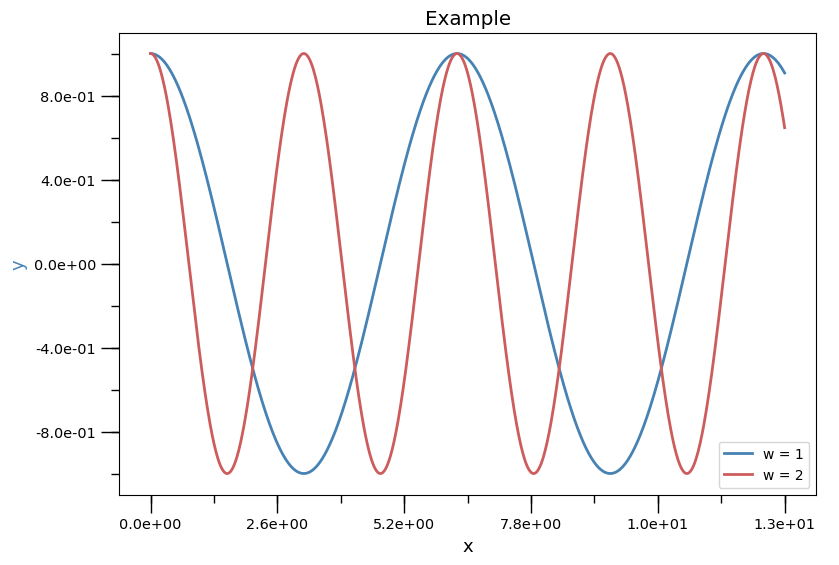 Example
8.0e-01
4.0e-01
y
0.0e+00
-4.0e-01
-8.0e-01
w = 1
w = 2
0.0e+00 2.6e+00 5.2e+00 7.8e+00 1.0e+01 1.3e+01
x